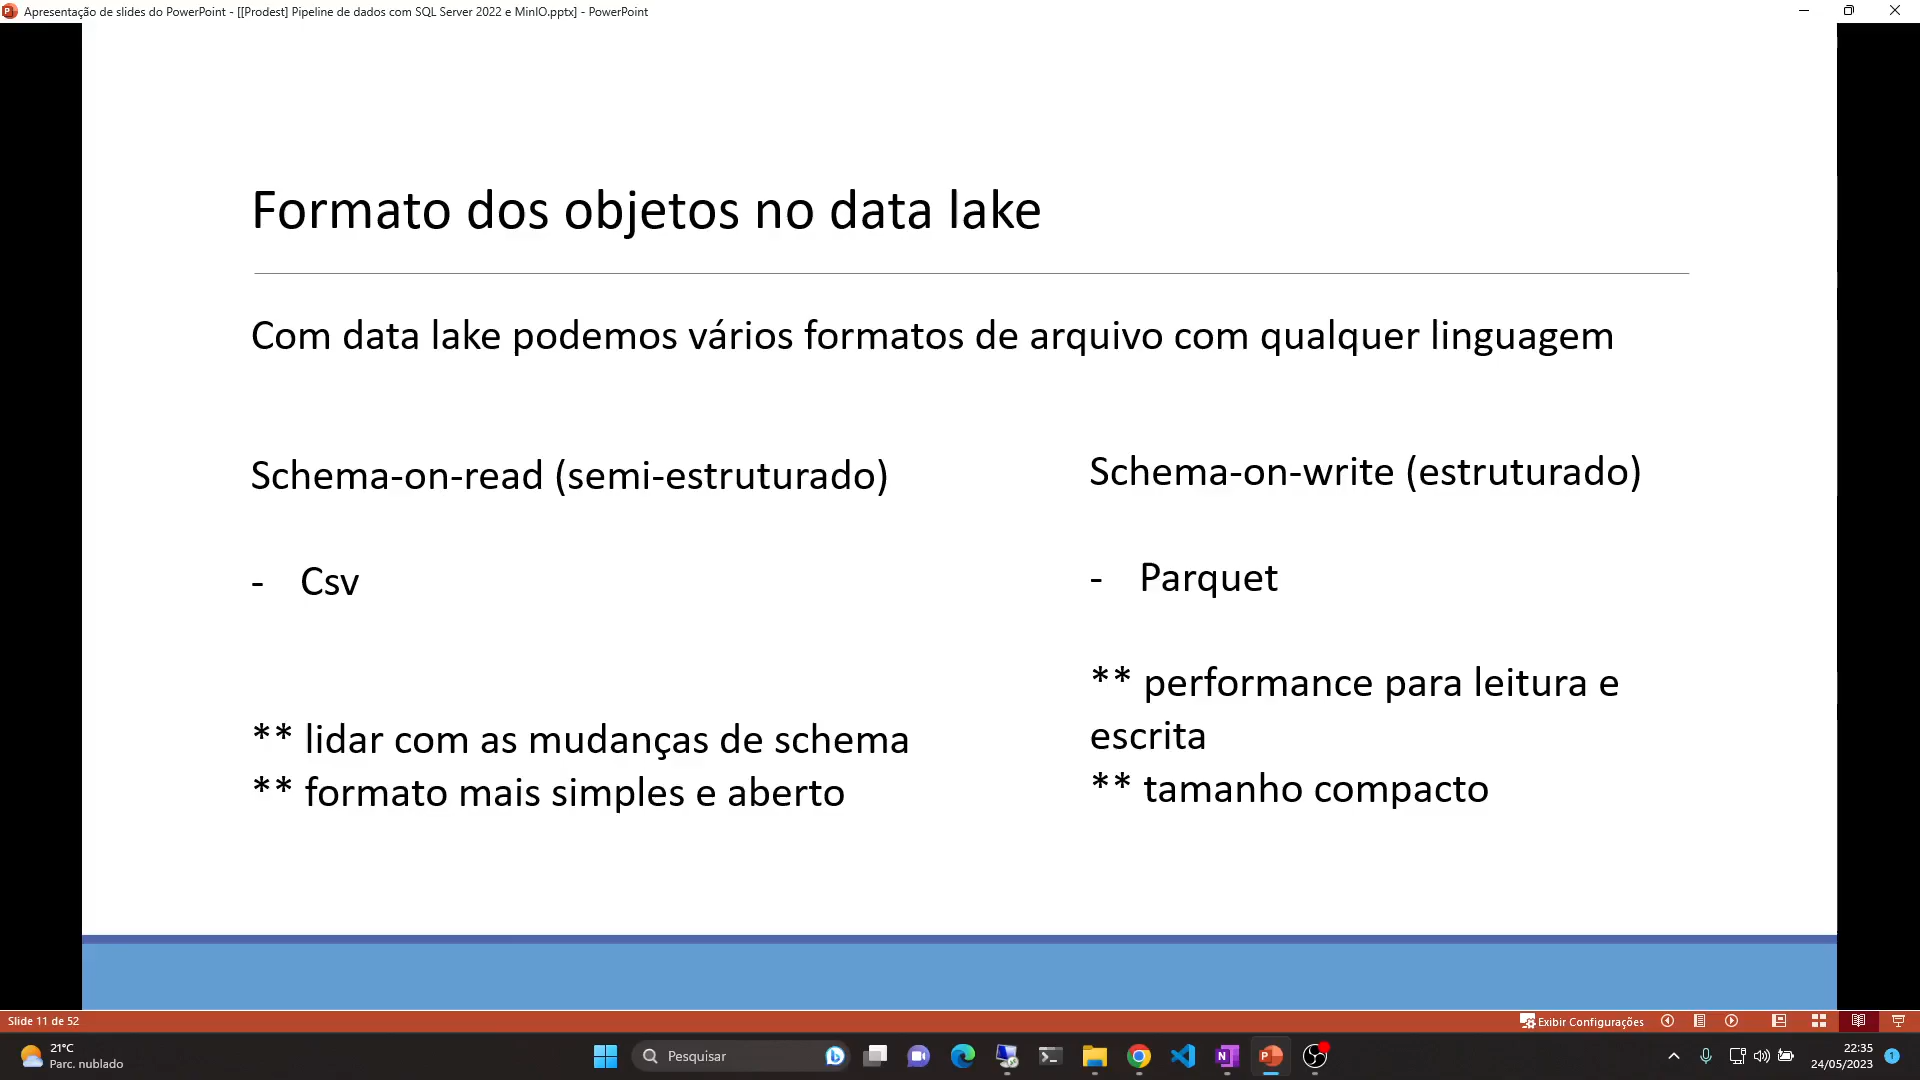 Apresentação de slides do PowerPoint - [[Prodest] Pipeline de dados com SQL Server 2022 e MinIO.pptx] - PowerPoint
Formato dos objetos no data lake
Com data lake podemos vários formatos de arquivo com qualquer linguagem
Schema-on-read (semi-estruturado)
- Csv
** lidar com as mudanças de schema
** formato mais simples e aberto
Schema-on-write (estruturado)
- Parquet
** performance para leitura e
escrita
** tamanho compacto
Slide 11 de 52
Exibir Configurações
21°C
Parc. nublado
Pesquisar
22:35
24/05/2023
1